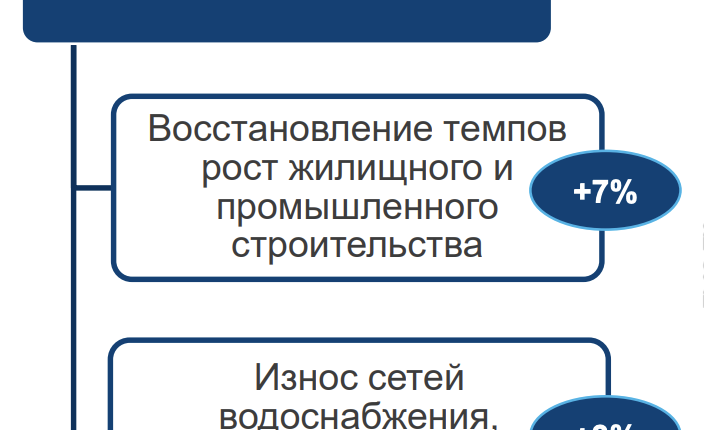 Восстановление темпов
рост жилищного и
промышленного
строительства
+7%
Износ сетей
водоснабжения,